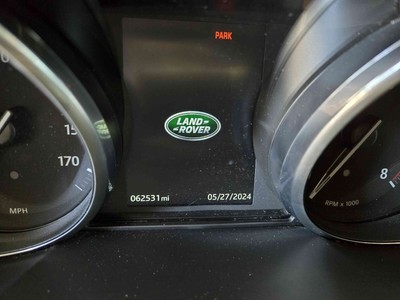 PARK
LAND
ROVER
15
170
8
062531mi 05/27/2024
MPH
RPM x 1000